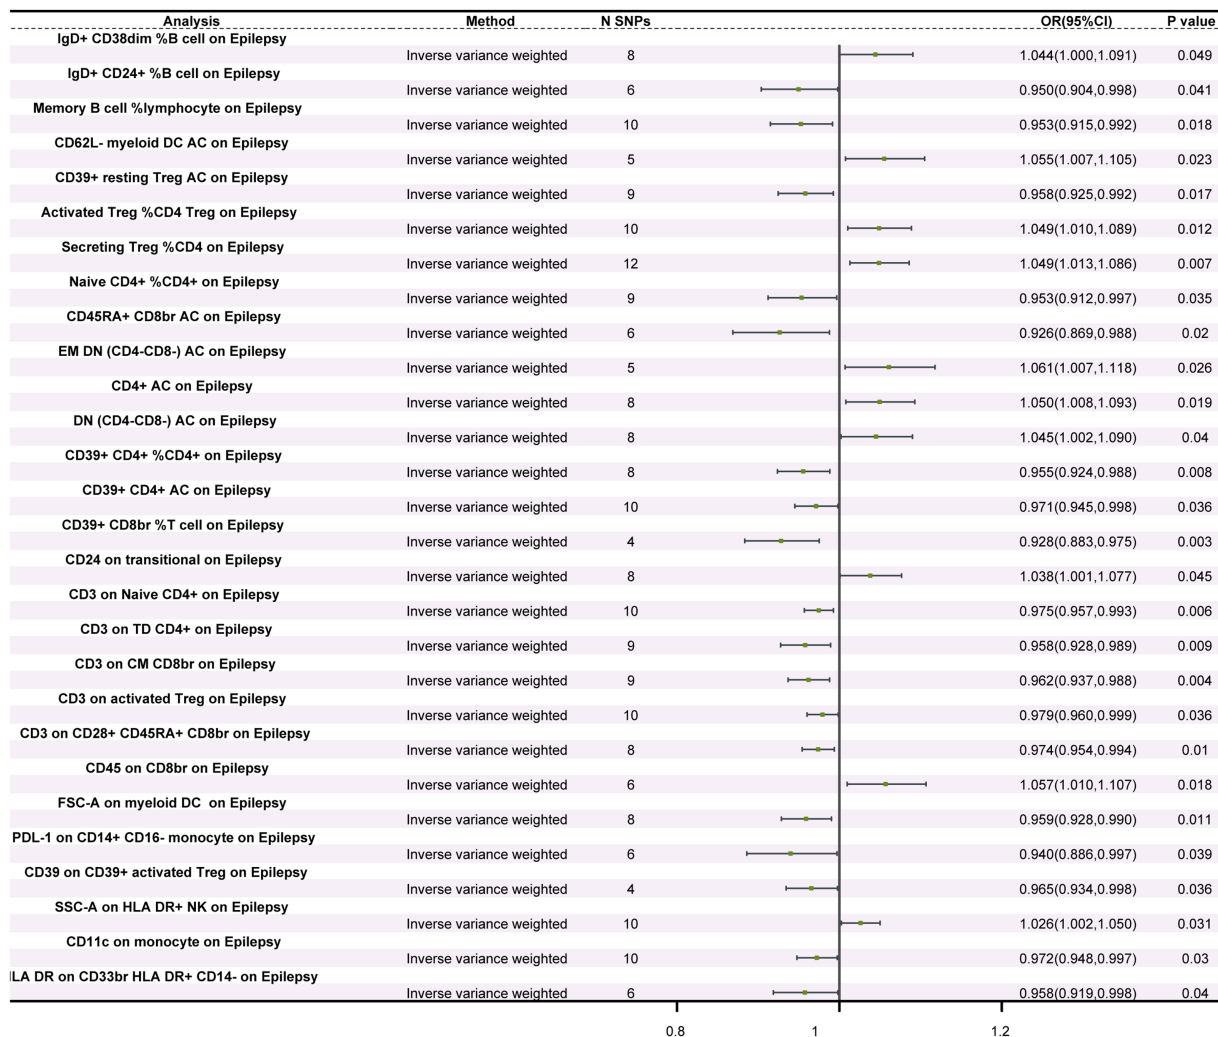 Analysis Method N SNPs OR(95%CI) P value
IgD+ CD38dim %B cell on Epilepsy
Inverse variance weighted 8 1.044(1.000,1.091) 0.049
IgD+ CD24+ %B cell on Epilepsy
Inverse variance weighted 6 0.950(0.904,0.998) 0.041
Memory B cell %lymphocyte on Epilepsy
Inverse variance weighted 10 0.953(0.915,0.992) 0.018
CD62L- myeloid DC AC on Epilepsy
Inverse variance weighted 5 1.055(1.007,1.105) 0.023
CD39+ resting Treg AC on Epilepsy
Inverse variance weighted 9 0.958(0.925,0.992) 0.017
Activated Treg %CD4 Treg on Epilepsy
Inverse variance weighted 10 1.049(1.010,1.089) 0.012
Secreting Treg %CD4 on Epilepsy
Inverse variance weighted 12 1.049(1.013,1.086) 0.007
Naive CD4+ %CD4+ on Epilepsy
Inverse variance weighted 9 0.953(0.912,0.997) 0.035
CD45RA+ CD8br AC on Epilepsy
Inverse variance weighted 6 0.926(0.869,0.988) 0.02
EM DN (CD4-CD8-) AC on Epilepsy
Inverse variance weighted 5 1.061(1.007,1.118) 0.026
CD4+ AC on Epilepsy
Inverse variance weighted 8 1.050(1.008,1.093) 0.019
DN (CD4-CD8-) AC on Epilepsy
Inverse variance weighted 8 1.045(1.002,1.090) 0.04
CD39+ CD4+ %CD4+ on Epilepsy
Inverse variance weighted 8 0.955(0.924,0.988) 0.008
CD39+ CD4+ AC on Epilepsy
Inverse variance weighted 10 0.971(0.945,0.998) 0.036
CD39+ CD8br %T cell on Epilepsy
Inverse variance weighted 4 0.928(0.883,0.975) 0.003
CD24 on transitional on Epilepsy
Inverse variance weighted 8 1.038(1.001,1.077) 0.045
CD3 on Naive CD4+ on Epilepsy
Inverse variance weighted 10 0.975(0.957,0.993) 0.006
CD3 on TD CD4+ on Epilepsy
Inverse variance weighted 9 0.958(0.928,0.989) 0.009
CD3 on CM CD8br on Epilepsy
Inverse variance weighted 9 0.962(0.937,0.988) 0.004
CD3 on activated Treg on Epilepsy
Inverse variance weighted 10 0.979(0.960,0.999) 0.036
CD3 on CD28+ CD45RA+ CD8br on Epilepsy
Inverse variance weighted 8 0.974(0.954,0.994) 0.01
CD45 on CD8br on Epilepsy
Inverse variance weighted 6 1.057(1.010,1.107) 0.018
FSC-A on myeloid DC on Epilepsy
Inverse variance weighted 8 0.959(0.928,0.990) 0.011
PDL-1 on CD14+ CD16- monocyte on Epilepsy
Inverse variance weighted 6 0.940(0.886,0.997) 0.039
CD39 on CD39+ activated Treg on Epilepsy
Inverse variance weighted 4 0.965(0.934,0.998) 0.036
SSC-A on HLA DR+ NK on Epilepsy
Inverse variance weighted 10 1.026(1.002,1.050) 0.031
CD11c on monocyte on Epilepsy
Inverse variance weighted 10 0.972(0.948,0.997) 0.03
LA DR on CD33br HLA DR+ CD14- on Epilepsy
Inverse variance weighted 6 0.958(0.919,0.998) 0.04
0.8 1 1.2